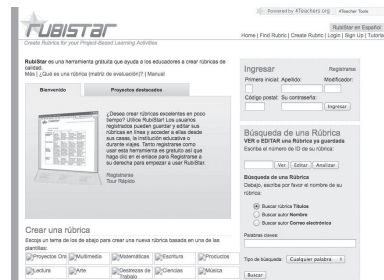 Powered by 4Teachers.org 4Teacher Tools
RUBISTAR
RubiStar en Español
Create Rubrics for your Project-Based Learning Activities
Home | Find Rubric | Create Rubric | Login | Sign Up | Tutorial
RubiStar es una herramienta gratuita que ayuda a los educadores a crear rúbricas de
calidad.
Más | ¿Qué es una rúbrica (matriz de evaluación)? | Manual
Bienvenido
Proyectos destacados
¿Desea crear rúbricas excelentes en poco
tiempo? Utilice RubiStar! Los usuarios
registrados pueden guardar y editar sus
rúbricas en línea y acceder a ellas desde
sus casas, la institución educativa o
durante viajes. Tanto registrarse como
usar esta herramienta es gratuito así que
haga clic en el enlace para Registrarse a
su derecha para empezar a usar RubiStar.
Registrarse
Tour Rápido
Crear una rúbrica
Escoja un tema de los de abajo para crear una nueva rúbrica basada en una de las
plantillas:
Proyectos Ora
Multimedia
Matemáticas
Escritura
Productos
Lectura
Arte
Destrezas de
Trabajo
Ciencias
Música
Ingresar
Registrarse
Primera inicial: Apellido: Modificador:
Código postal: Su contraseña:
Ingresar
Búsqueda de una Rúbrica
VER o EDITAR una Rúbrica ya guardada
Escriba el número de ID de su rúbrica:
Ver Editar Analizar
Búsqueda de una Rúbrica
Debajo, escriba por favor el nombre de su
rúbrica:
Buscar rúbrica Títulos
Buscar autor Nombre
Buscar autor Correo electrónico
Palabras claves:
Tipo de búsqueda: Cualquier palabra
Buscar